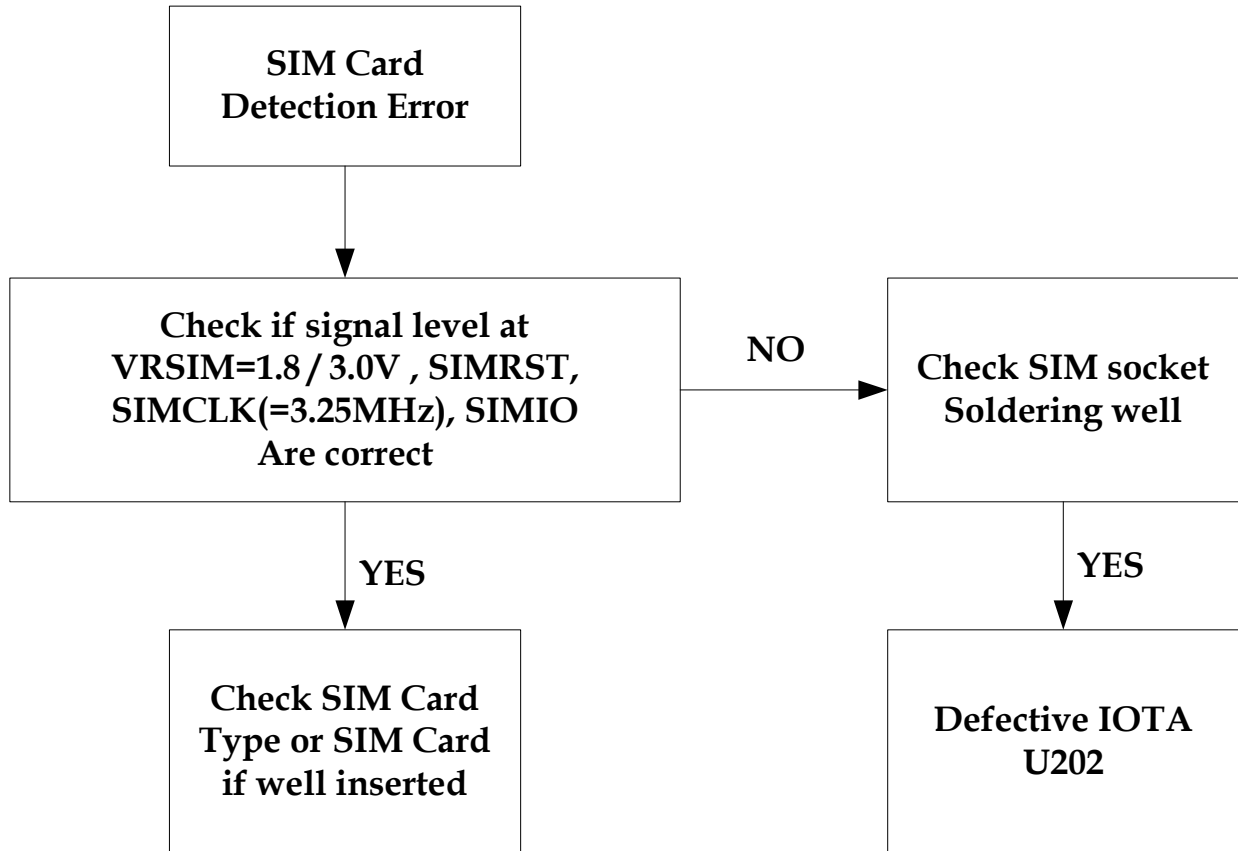 SIM Card
Detection Error
Check if signal level at
VRSIM=1.8 / 3.0V , SIMRST,
SIMCLK(=3.25MHz), SIMIO
Are correct
NO
Check SIM socket
Soldering well
YES
YES
Check SIM Card
Type or SIM Card
if well inserted
Defective IOTA
U202